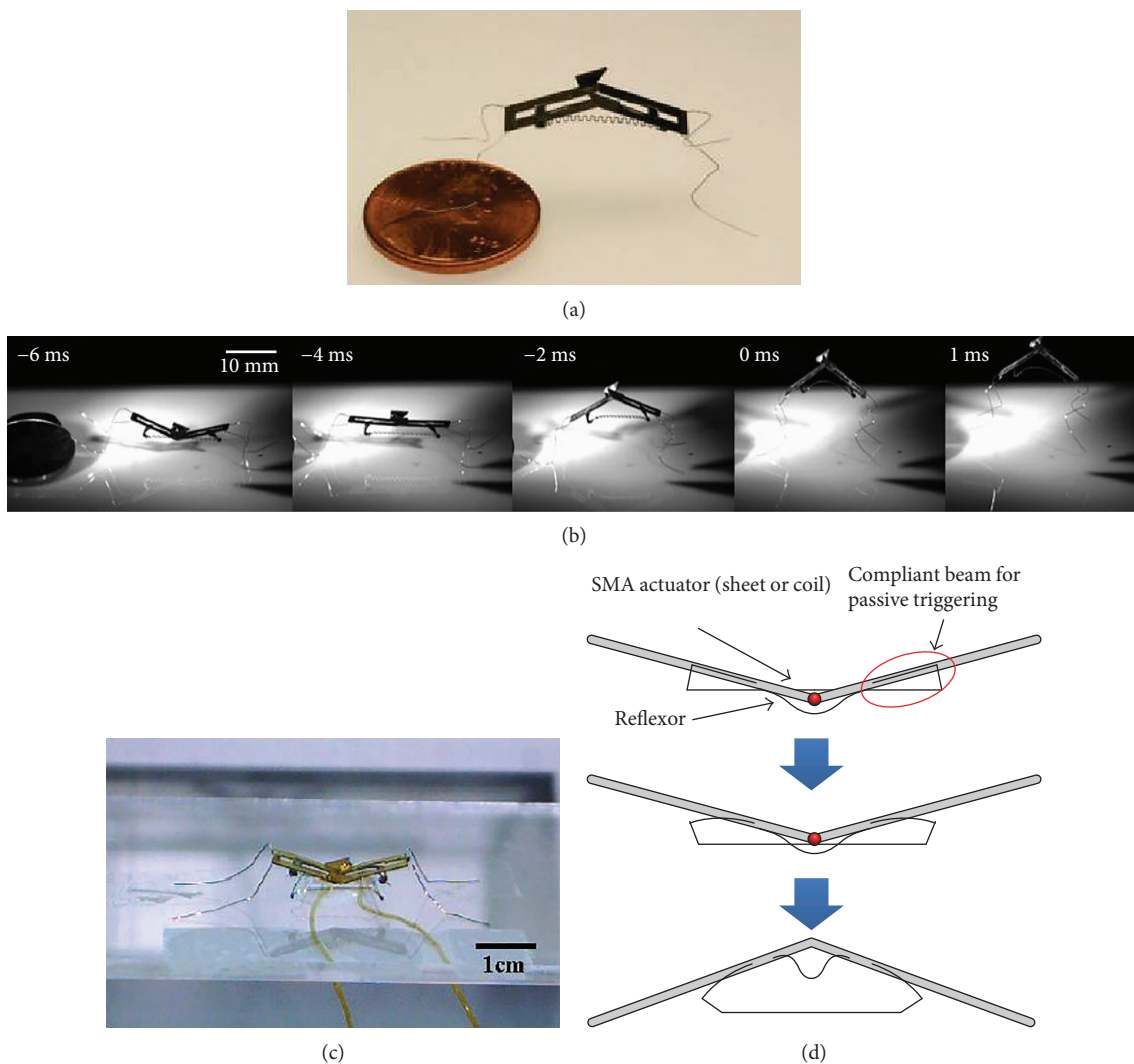 (a)
−6 ms
10 mm
−4 ms
−2 ms
0 ms
1 ms
(b)
SMA actuator (sheet or coil)
Compliant beam for
passive triggering
Reflexor
1cm
(c)
(d)